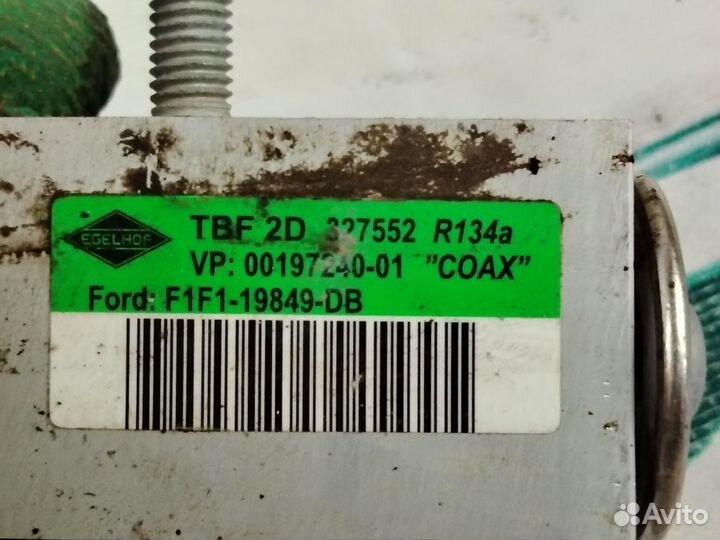 EGELHOF
TBF 2D 327552 R134a
VP: 00197240-01 "COAX"
Ford: F1F1-19849-DB
Avito